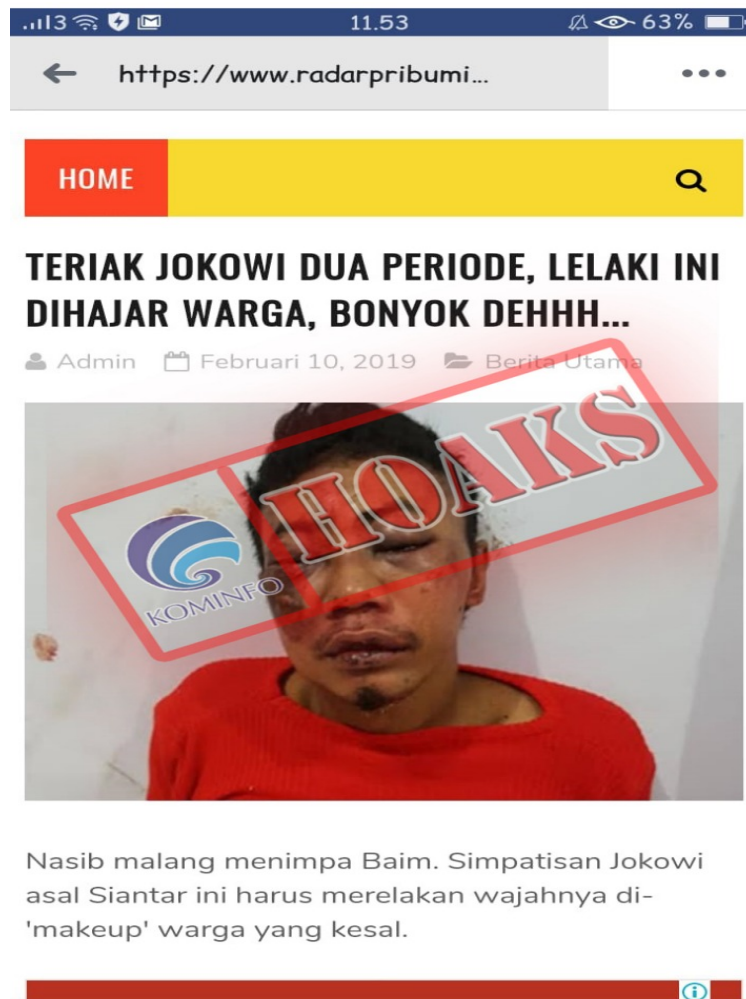 11.53
63%
https://www.radarpribumi...
HOME
TERIAK JOKOWI DUA PERIODE, LELAKI INI
DIHAJAR WARGA, BONYOK DEHHH...
Admin Februari 10, 2019 Berita Utama
HOAKS
KOMINFO
Nasib malang menimpa Baim. Simpatisan Jokowi
asal Siantar ini harus merelakan wajahnya di-
'makeup' warga yang kesal.